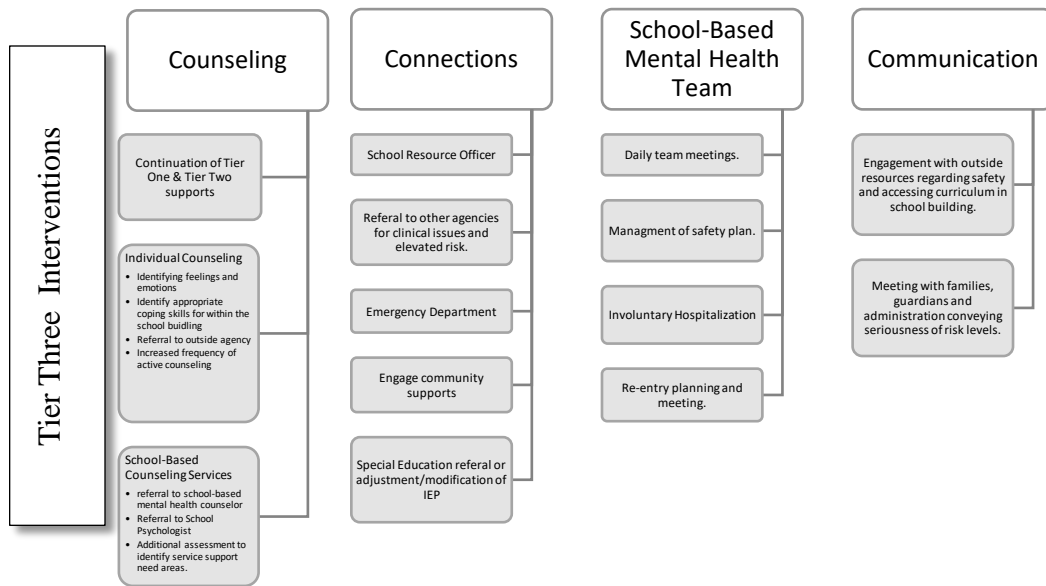 Tier Three Interventions
Counseling
Continuation of Tier
One & Tier Two
supports
Individual Counseling
• Identifying feelings and
emotions
• Identify appropriate
coping skills for within the
school buidling
• Referral to outside agency
• Increased frequency of
active counseling
School-Based
Counseling Services
• referral to school-based
mental health counselor
• Referral to School
Psychologist
• Additional assessment to
identify service support
need areas.
Connections
School Resource Officer
Referral to other agencies
for clinical issues and
elevated risk.
Emergency Department
Engage community
supports
Special Education referal or
adjustment/modification of
IEP
School-Based
Mental Health
Team
Daily team meetings.
Managment of safety plan.
Involuntary Hospitalization
Re-entry planning and
meeting.
Communication
Engagement with outside
resources regarding safety
and accessing curriculum in
school building.
Meeting with families,
guardians and
administration conveying
seriousness of risk levels.